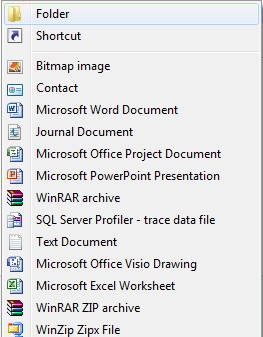 Folder
Shortcut
Bitmap image
Contact
Microsoft Word Document
Journal Document
Microsoft Office Project Document
Microsoft PowerPoint Presentation
WinRAR archive
SQL Server Profiler - trace data file
Text Document
Microsoft Office Visio Drawing
Microsoft Excel Worksheet
WinRAR ZIP archive
WinZip Zipx File